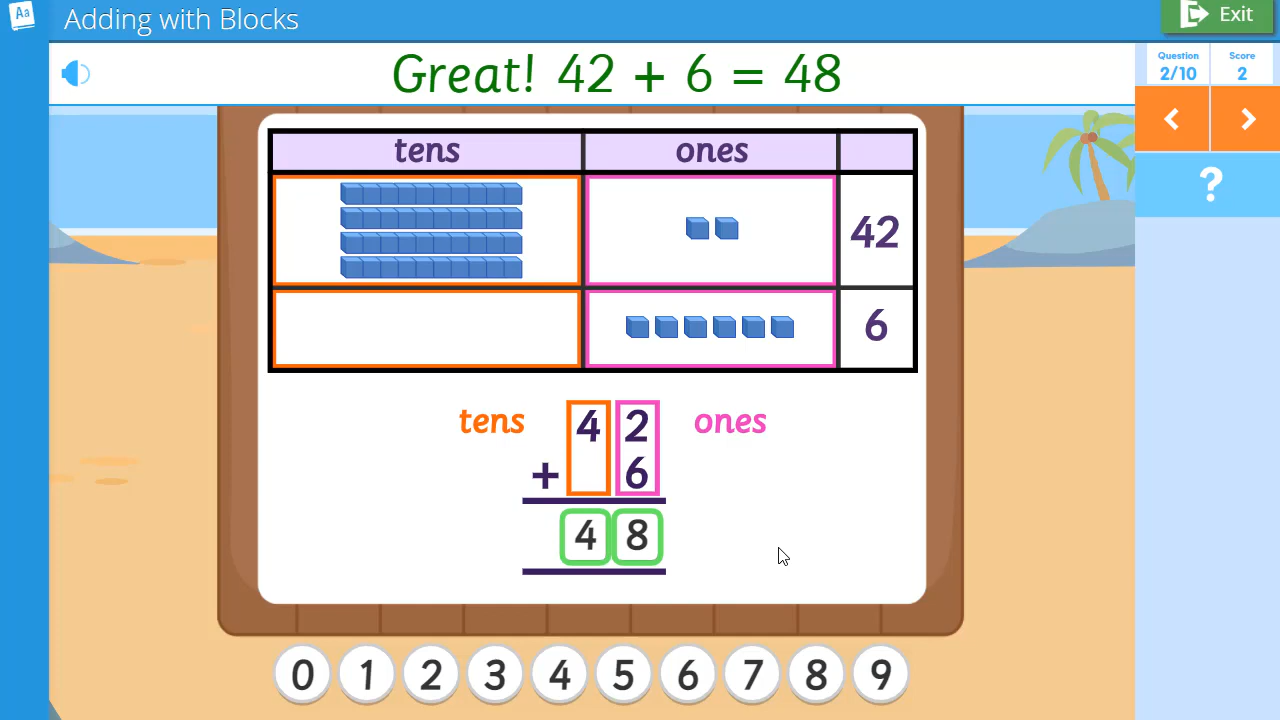 Aa
Adding with Blocks
Exit
Great! 42 + 6 = 48
Question
2/10
Score
2
?
tens ones
42
6
tens 4 2 ones
+ 6
4 8
0 1 2 3 4 5 6 7 8 9